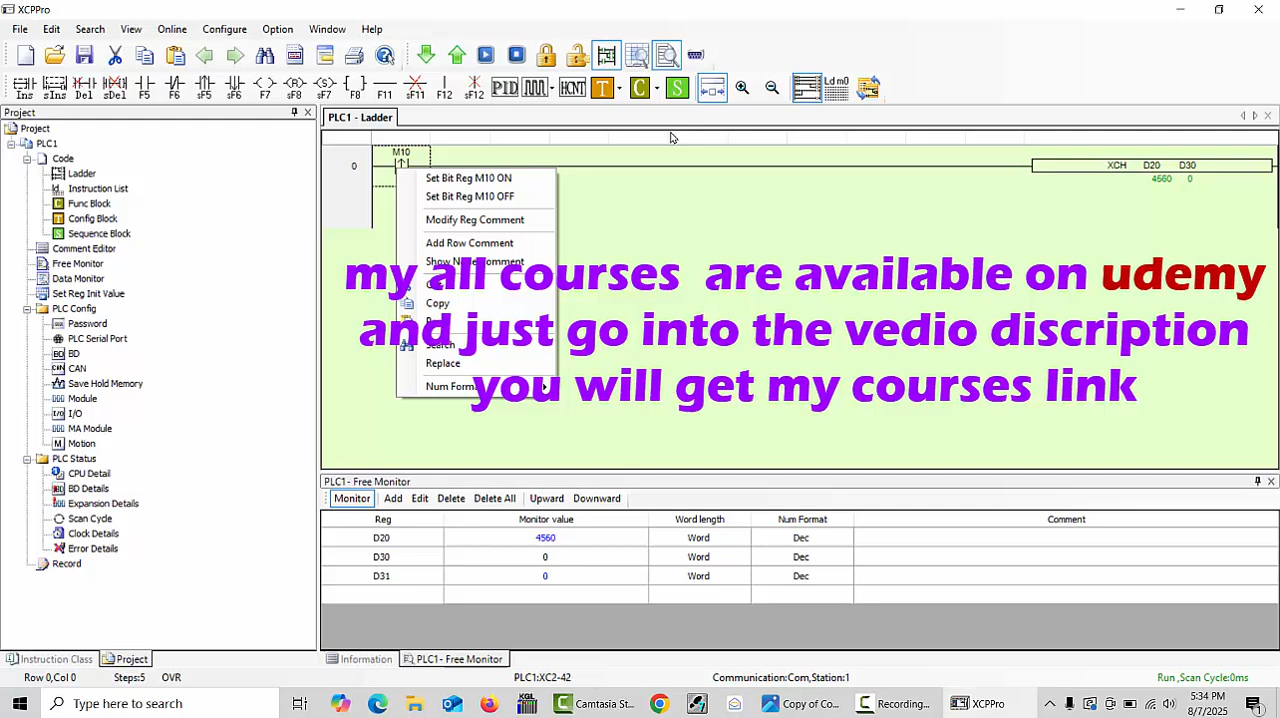 XCPPro
File Edit Search View Online Configure Option Window Help
Ins sIns Del sDel F5 F6 sF5 sF6 F7 sF7 sF8 F8 F11 sF11 F12 sF12 PID HCNT T C S Ld m0
Project
Project
PLC1
Code
Ladder
Instruction List
Func Block
Config Block
Sequence Block
Comment Editor
Free Monitor
Data Monitor
Set Reg Init Value
PLC Config
Password
PLC Serial Port
BD
CAN
Save Hold Memory
Module
I/O
MA Module
Motion
PLC Status
CPU Detail
BD Details
Expansion Details
Scan Cycle
Clock Details
Error Details
Record
Instruction Class Project
PLC1 - Ladder
M10
0 XCH D20 D30
4560 0
Set Bit Reg M10 ON
Set Bit Reg M10 OFF
Modify Reg Comment
Add Row Comment
Copy
Search
Replace
my all courses are available on udemy
and just go into the vedio discription
you will get my courses link
PLC1- Free Monitor
Monitor Add Edit Delete Delete All Upward Downward
Reg Monitor value Word length Num Format Comment
D20 4560 Word Dec
D30 0 Word Dec
D31 0 Word Dec
Information PLC1- Free Monitor
Row 0,Col 0 Steps:5 OVR PLC1:XC2-42 Communication:Com,Station:1 Run ,Scan Cycle:0ms
Type here to search
KGL Camtasia St... Copy of Co... Recording... XCPPro
5:34 PM
8/7/2025